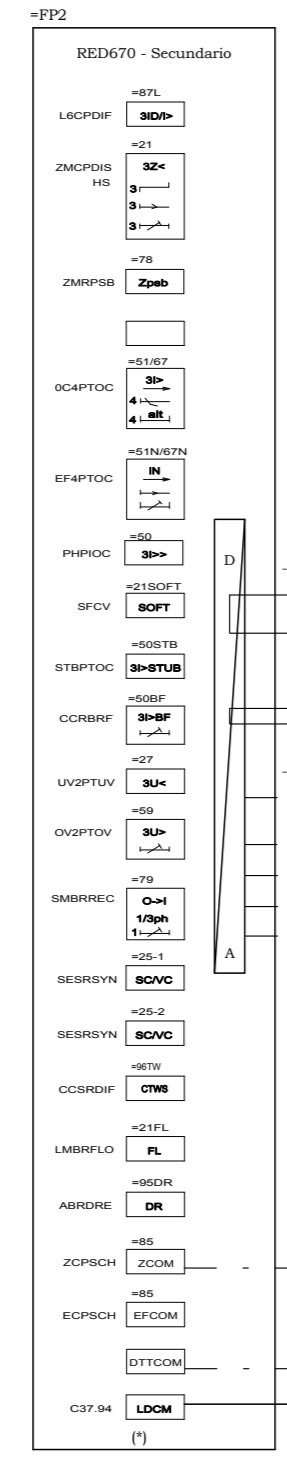 =FP2
RED670 - Secundario
=87L
L6CPDIF 3ID/I>
=21
ZMCPDIS 3Z<
HS
3
3
3
=78
ZMRPSB Zpsb
=51/67
3I>
0C4PTOC
4
4 alt
=51N/67N
IN
EF4PTOC
=50
PHPIOC 3I>>
D
=21SOFT
SFCV SOFT
=50STB
STBPTOC 3I>STUB
=50BF
CCRBRF 3I>BF
=27
UV2PTUV 3U<
=59
OV2PTOV 3U>
=79
SMBRREC O->I
1/3ph
1
A
=25-1
SESRSYN SC/VC
=25-2
SESRSYN SC/VC
=96TW
CCSRDIF CTWS
=21FL
LMBRFLO FL
=95DR
ABRDRE DR
=85
ZCPSCH ZCOM
=85
ECPSCH EFCOM
DTTCOM
C37.94 LDCM
(*)